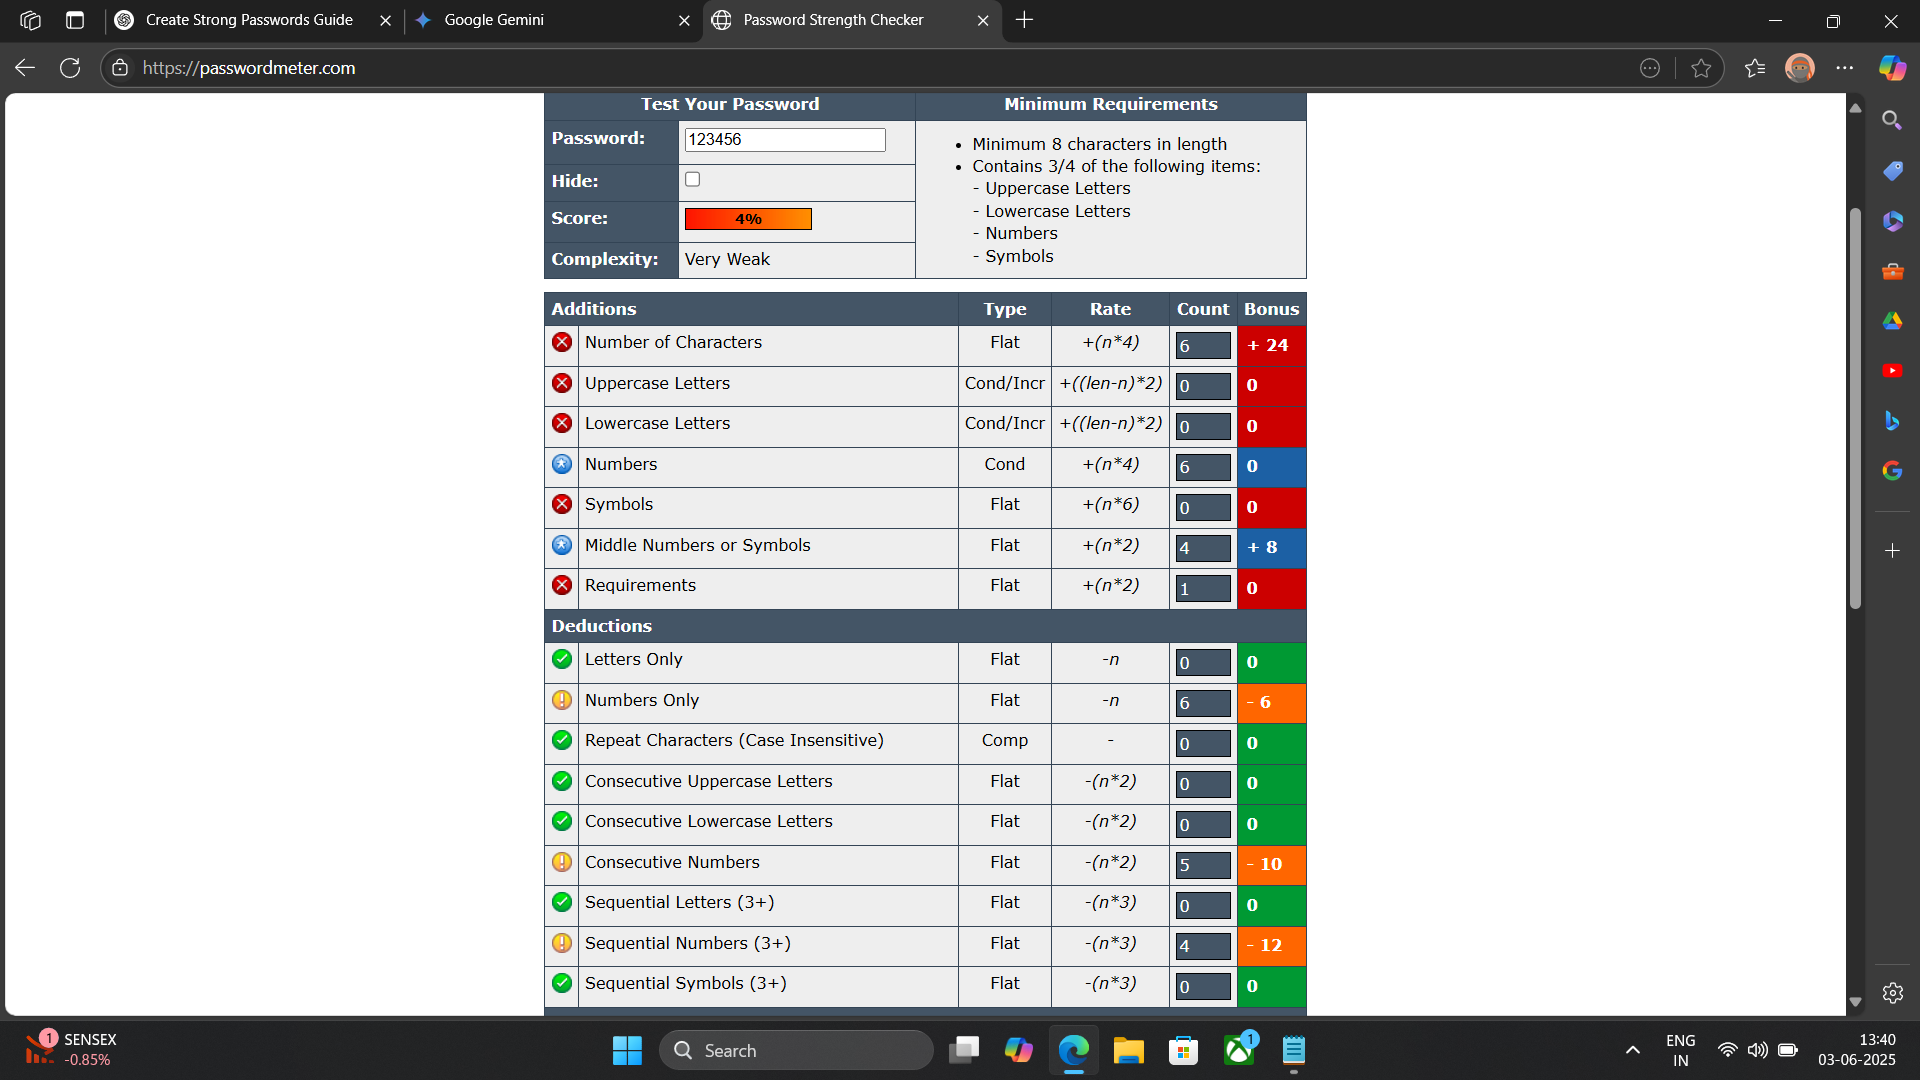 Create Strong Passwords Guide
Google Gemini
Password Strength Checker
https://passwordmeter.com
Test Your Password
Minimum Requirements
Password:
123456
Hide:
Score:
4%
Complexity:
Very Weak
• Minimum 8 characters in length
• Contains 3/4 of the following items:
- Uppercase Letters
- Lowercase Letters
- Numbers
- Symbols
Additions Type Rate Count Bonus
Number of Characters Flat +(n*4) 6 + 24
Uppercase Letters Cond/Incr +((len-n)*2) 0 0
Lowercase Letters Cond/Incr +((len-n)*2) 0 0
Numbers Cond +(n*4) 6 0
Symbols Flat +(n*6) 0 0
Middle Numbers or Symbols Flat +(n*2) 4 + 8
Requirements Flat +(n*2) 1 0
Deductions
Letters Only Flat -n 0 0
Numbers Only Flat -n 6 - 6
Repeat Characters (Case Insensitive) Comp - 0 0
Consecutive Uppercase Letters Flat -(n*2) 0 0
Consecutive Lowercase Letters Flat -(n*2) 0 0
Consecutive Numbers Flat -(n*2) 5 - 10
Sequential Letters (3+) Flat -(n*3) 0 0
Sequential Numbers (3+) Flat -(n*3) 4 - 12
Sequential Symbols (3+) Flat -(n*3) 0 0
1
SENSEX
-0.85%
Search
1
ENG
IN
13:40
03-06-2025